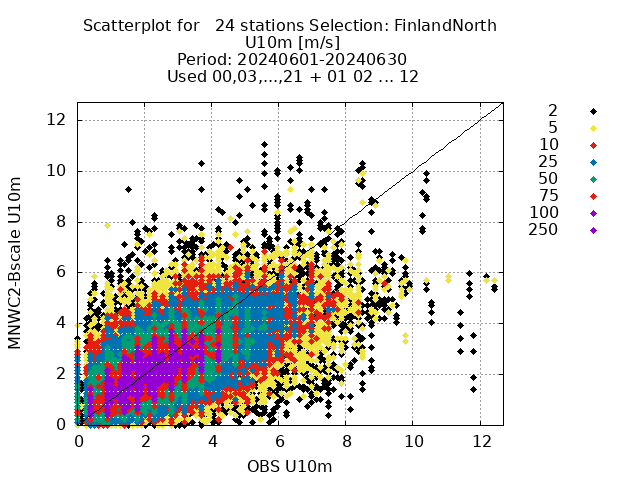 Scatterplot for   24 stations Selection: FinlandNorth
U10m [m/s]
Period: 20240601-20240630
Used 00,03,...,21 + 01 02 ... 12
2
5
10
25
50
75
100
250
MNWC2-Bscale U10m
12
10
8
6
4
2
0
0 2 4 6 8 10 12
OBS U10m